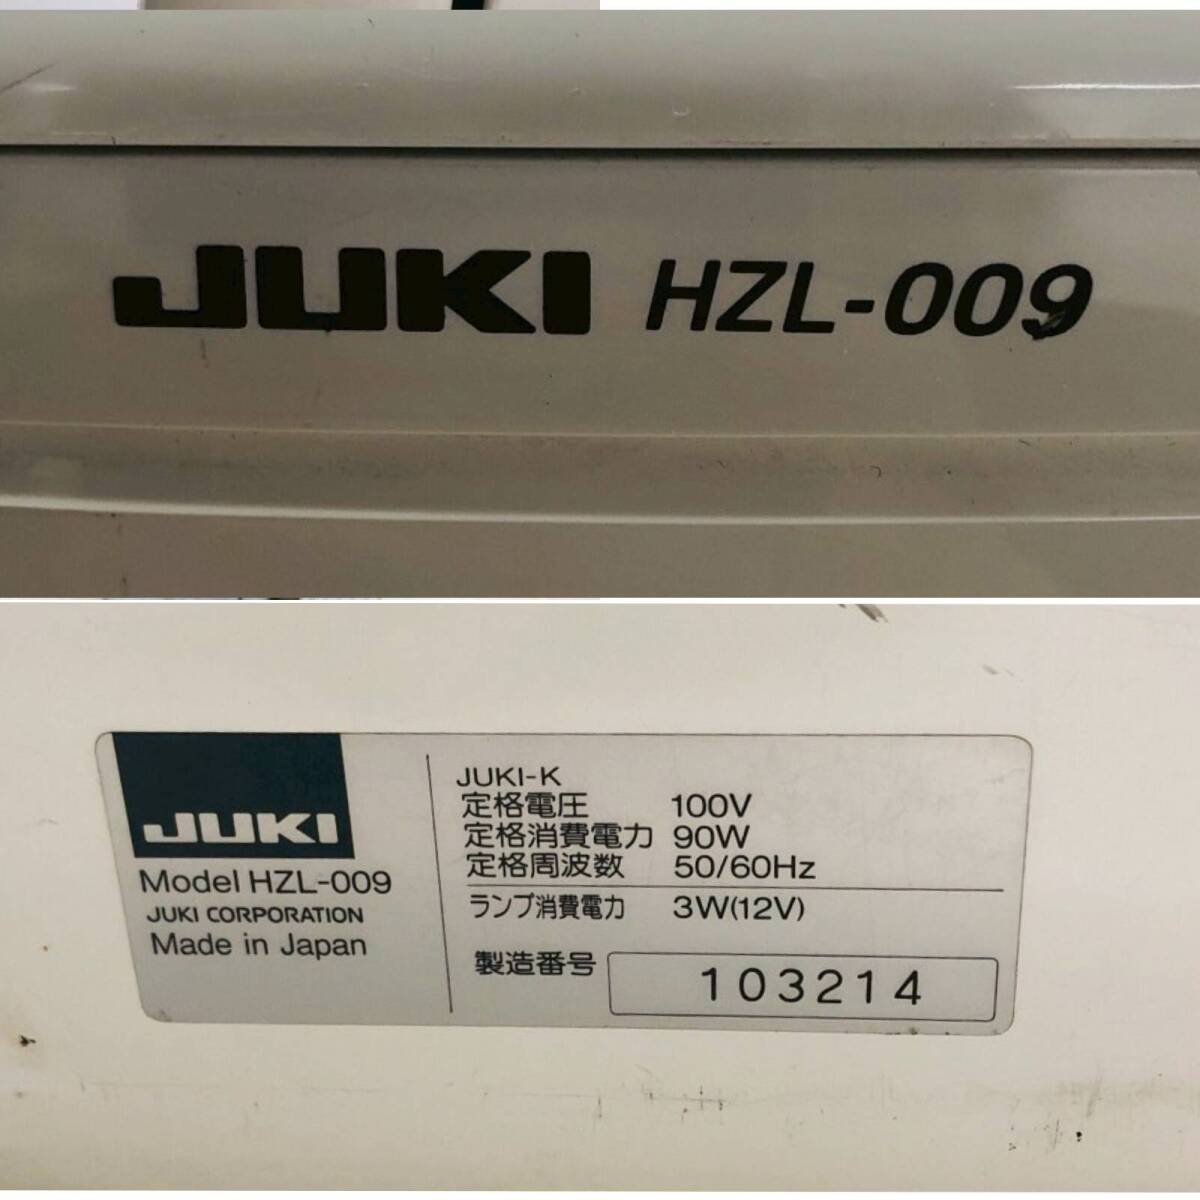 JUKI HZL-009
JUKI
Model HZL-009
JUKI CORPORATION
Made in Japan
JUKI-K
定格電圧 100V
定格消費電力 90W
定格周波数 50/60Hz
ランプ消費電力 3W(12V)
製造番号 103214